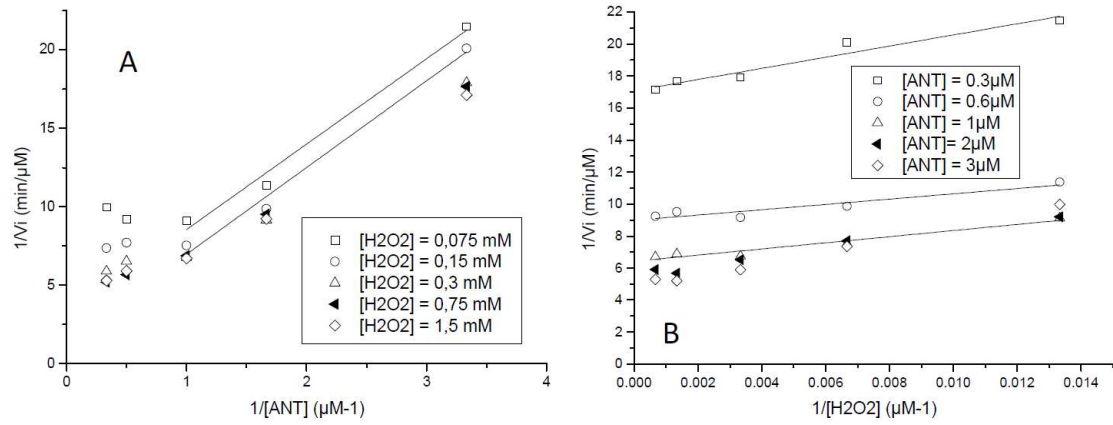 A
1/Vi (min/µM)
20
15
10
5
0
0
1
2
3
4
1/[ANT] (µM-1)
[H2O2] = 0,075 mM
[H2O2] = 0,15 mM
[H2O2] = 0,3 mM
[H2O2] = 0,75 mM
[H2O2] = 1,5 mM
B
1/Vi (min/µM)
22
20
18
16
14
12
10
8
6
4
2
0
0.000
0.002
0.004
0.006
0.008
0.010
0.012
0.014
1/[H2O2] (µM-1)
[ANT] = 0.3µM
[ANT] = 0.6µM
[ANT] = 1µM
[ANT]= 2µM
[ANT] = 3µM